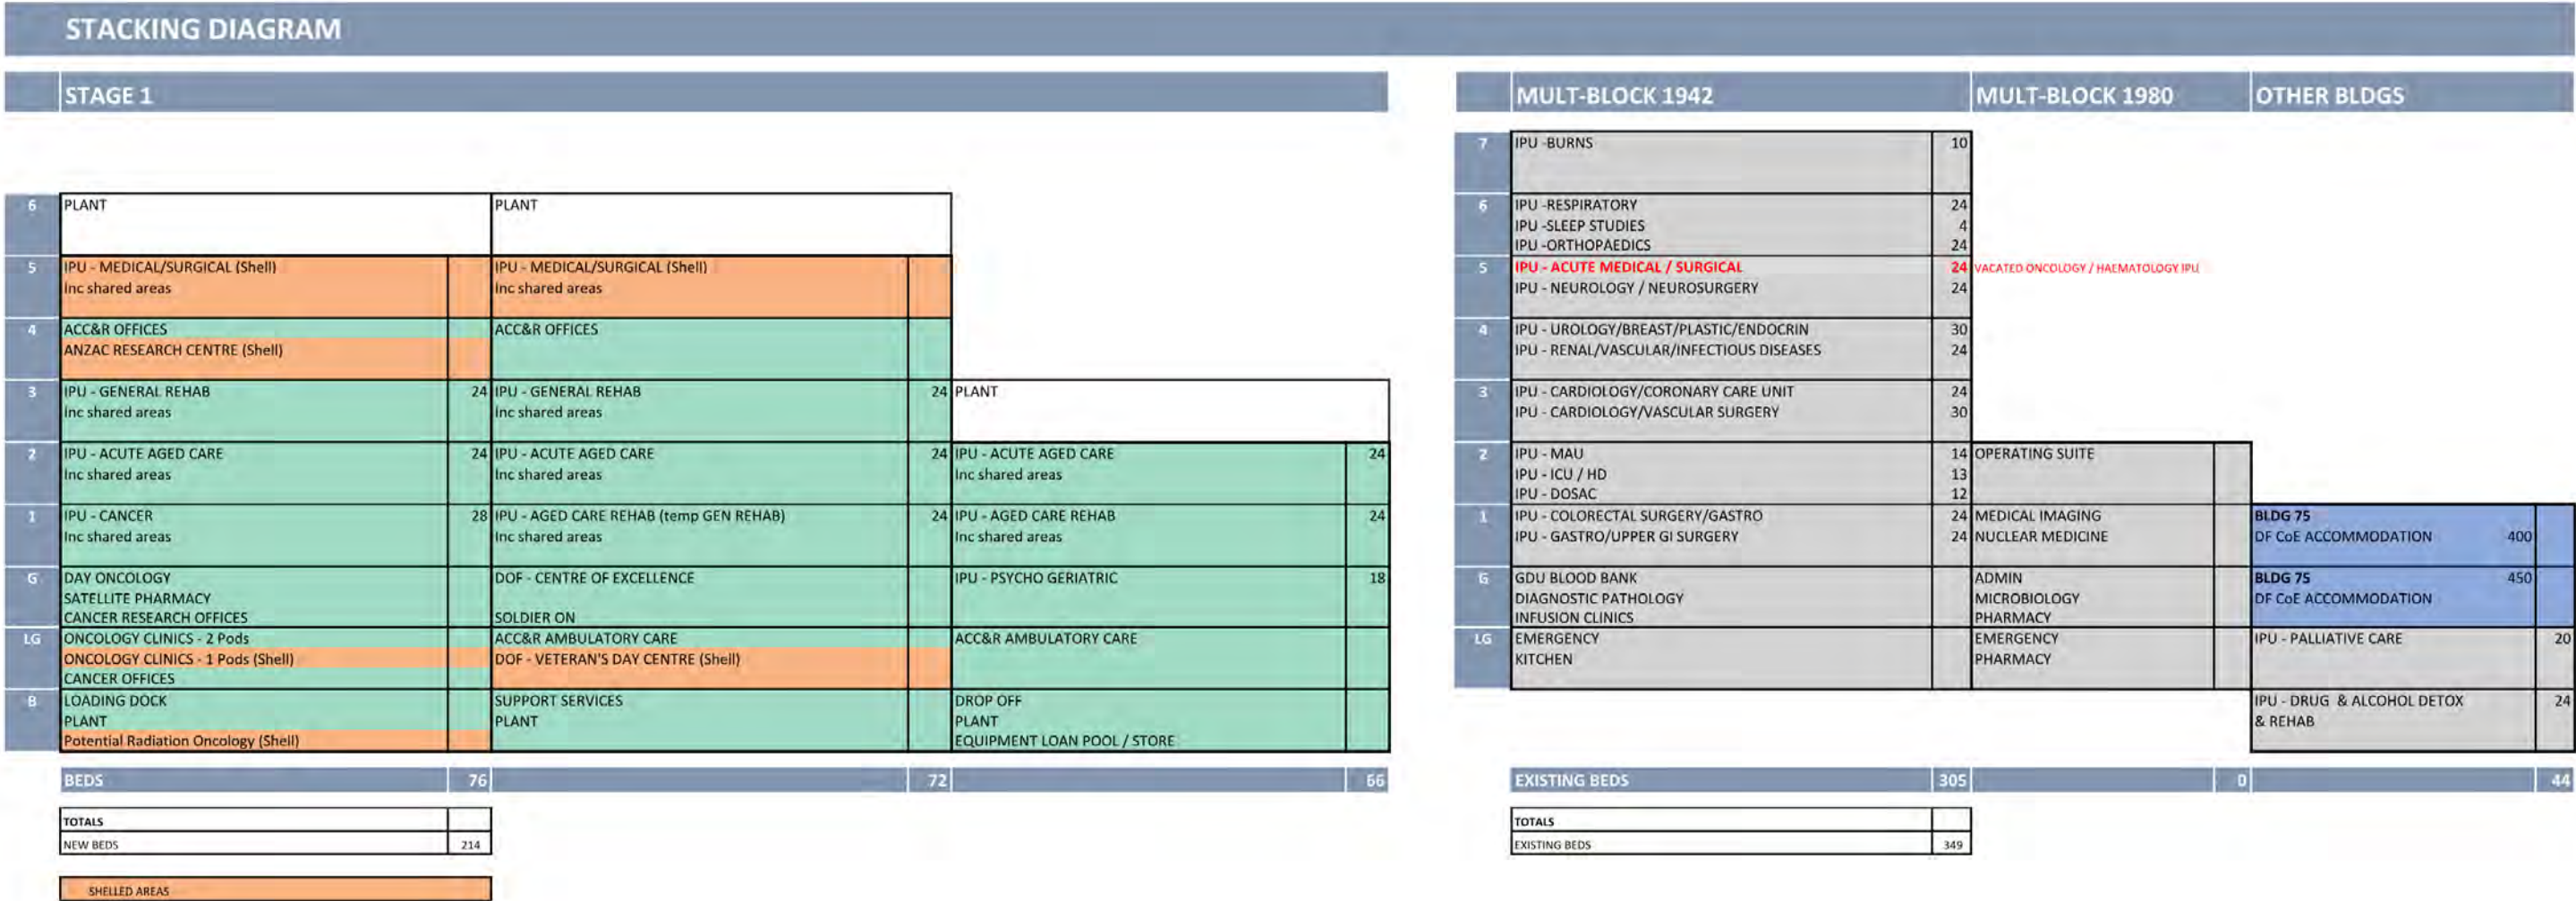 STACKING DIAGRAM
STAGE 1
MULT-BLOCK 1942 MULT-BLOCK 1980 OTHER BLDGS
6 PLANT PLANT
5 IPU - MEDICAL/SURGICAL (Shell) IPU - MEDICAL/SURGICAL (Shell)
Inc shared areas Inc shared areas
4 ACC&R OFFICES ACC&R OFFICES
ANZAC RESEARCH CENTRE (Shell)
3 IPU - GENERAL REHAB 24 IPU - GENERAL REHAB 24 PLANT
Inc shared areas Inc shared areas
2 IPU - ACUTE AGED CARE 24 IPU - ACUTE AGED CARE 24 IPU - ACUTE AGED CARE 24
Inc shared areas Inc shared areas Inc shared areas
1 IPU - CANCER 28 IPU - AGED CARE REHAB (temp GEN REHAB) 24 IPU - AGED CARE REHAB 24
Inc shared areas Inc shared areas Inc shared areas
G DAY ONCOLOGY DOF - CENTRE OF EXCELLENCE IPU - PSYCHO GERIATRIC 18
SATELLITE PHARMACY
CANCER RESEARCH OFFICES SOLDIER ON
LG ONCOLOGY CLINICS - 2 Pods ACC&R AMBULATORY CARE ACC&R AMBULATORY CARE
ONCOLOGY CLINICS - 1 Pods (Shell) DOF - VETERAN'S DAY CENTRE (Shell)
CANCER OFFICES
B LOADING DOCK SUPPORT SERVICES DROP OFF
PLANT PLANT PLANT
Potential Radiation Oncology (Shell) EQUIPMENT LOAN POOL / STORE
BEDS 76 72 66
TOTALS
NEW BEDS 214
SHELLED AREAS
7 IPU -BURNS 10
6 IPU -RESPIRATORY 24
IPU -SLEEP STUDIES 4
IPU -ORTHOPAEDICS 24
5 IPU - ACUTE MEDICAL / SURGICAL 24 VACATED ONCOLOGY / HAEMATOLOGY IPU
IPU - NEUROLOGY / NEUROSURGERY 24
4 IPU - UROLOGY/BREAST/PLASTIC/ENDOCRIN 30
IPU - RENAL/VASCULAR/INFECTIOUS DISEASES 24
3 IPU - CARDIOLOGY/CORONARY CARE UNIT 24
IPU - CARDIOLOGY/VASCULAR SURGERY 30
2 IPU - MAU 14 OPERATING SUITE
IPU - ICU / HD 13
IPU - DOSAC 12
1 IPU - COLORECTAL SURGERY/GASTRO 24 MEDICAL IMAGING BLDG 75
IPU - GASTRO/UPPER GI SURGERY 24 NUCLEAR MEDICINE DF CoE ACCOMMODATION 400
G GDU BLOOD BANK ADMIN BLDG 75 450
DIAGNOSTIC PATHOLOGY MICROBIOLOGY DF CoE ACCOMMODATION
INFUSION CLINICS PHARMACY
LG EMERGENCY EMERGENCY IPU - PALLIATIVE CARE 20
KITCHEN PHARMACY
IPU - DRUG & ALCOHOL DETOX 24
& REHAB
EXISTING BEDS 305 0 44
TOTALS
EXISTING BEDS 349